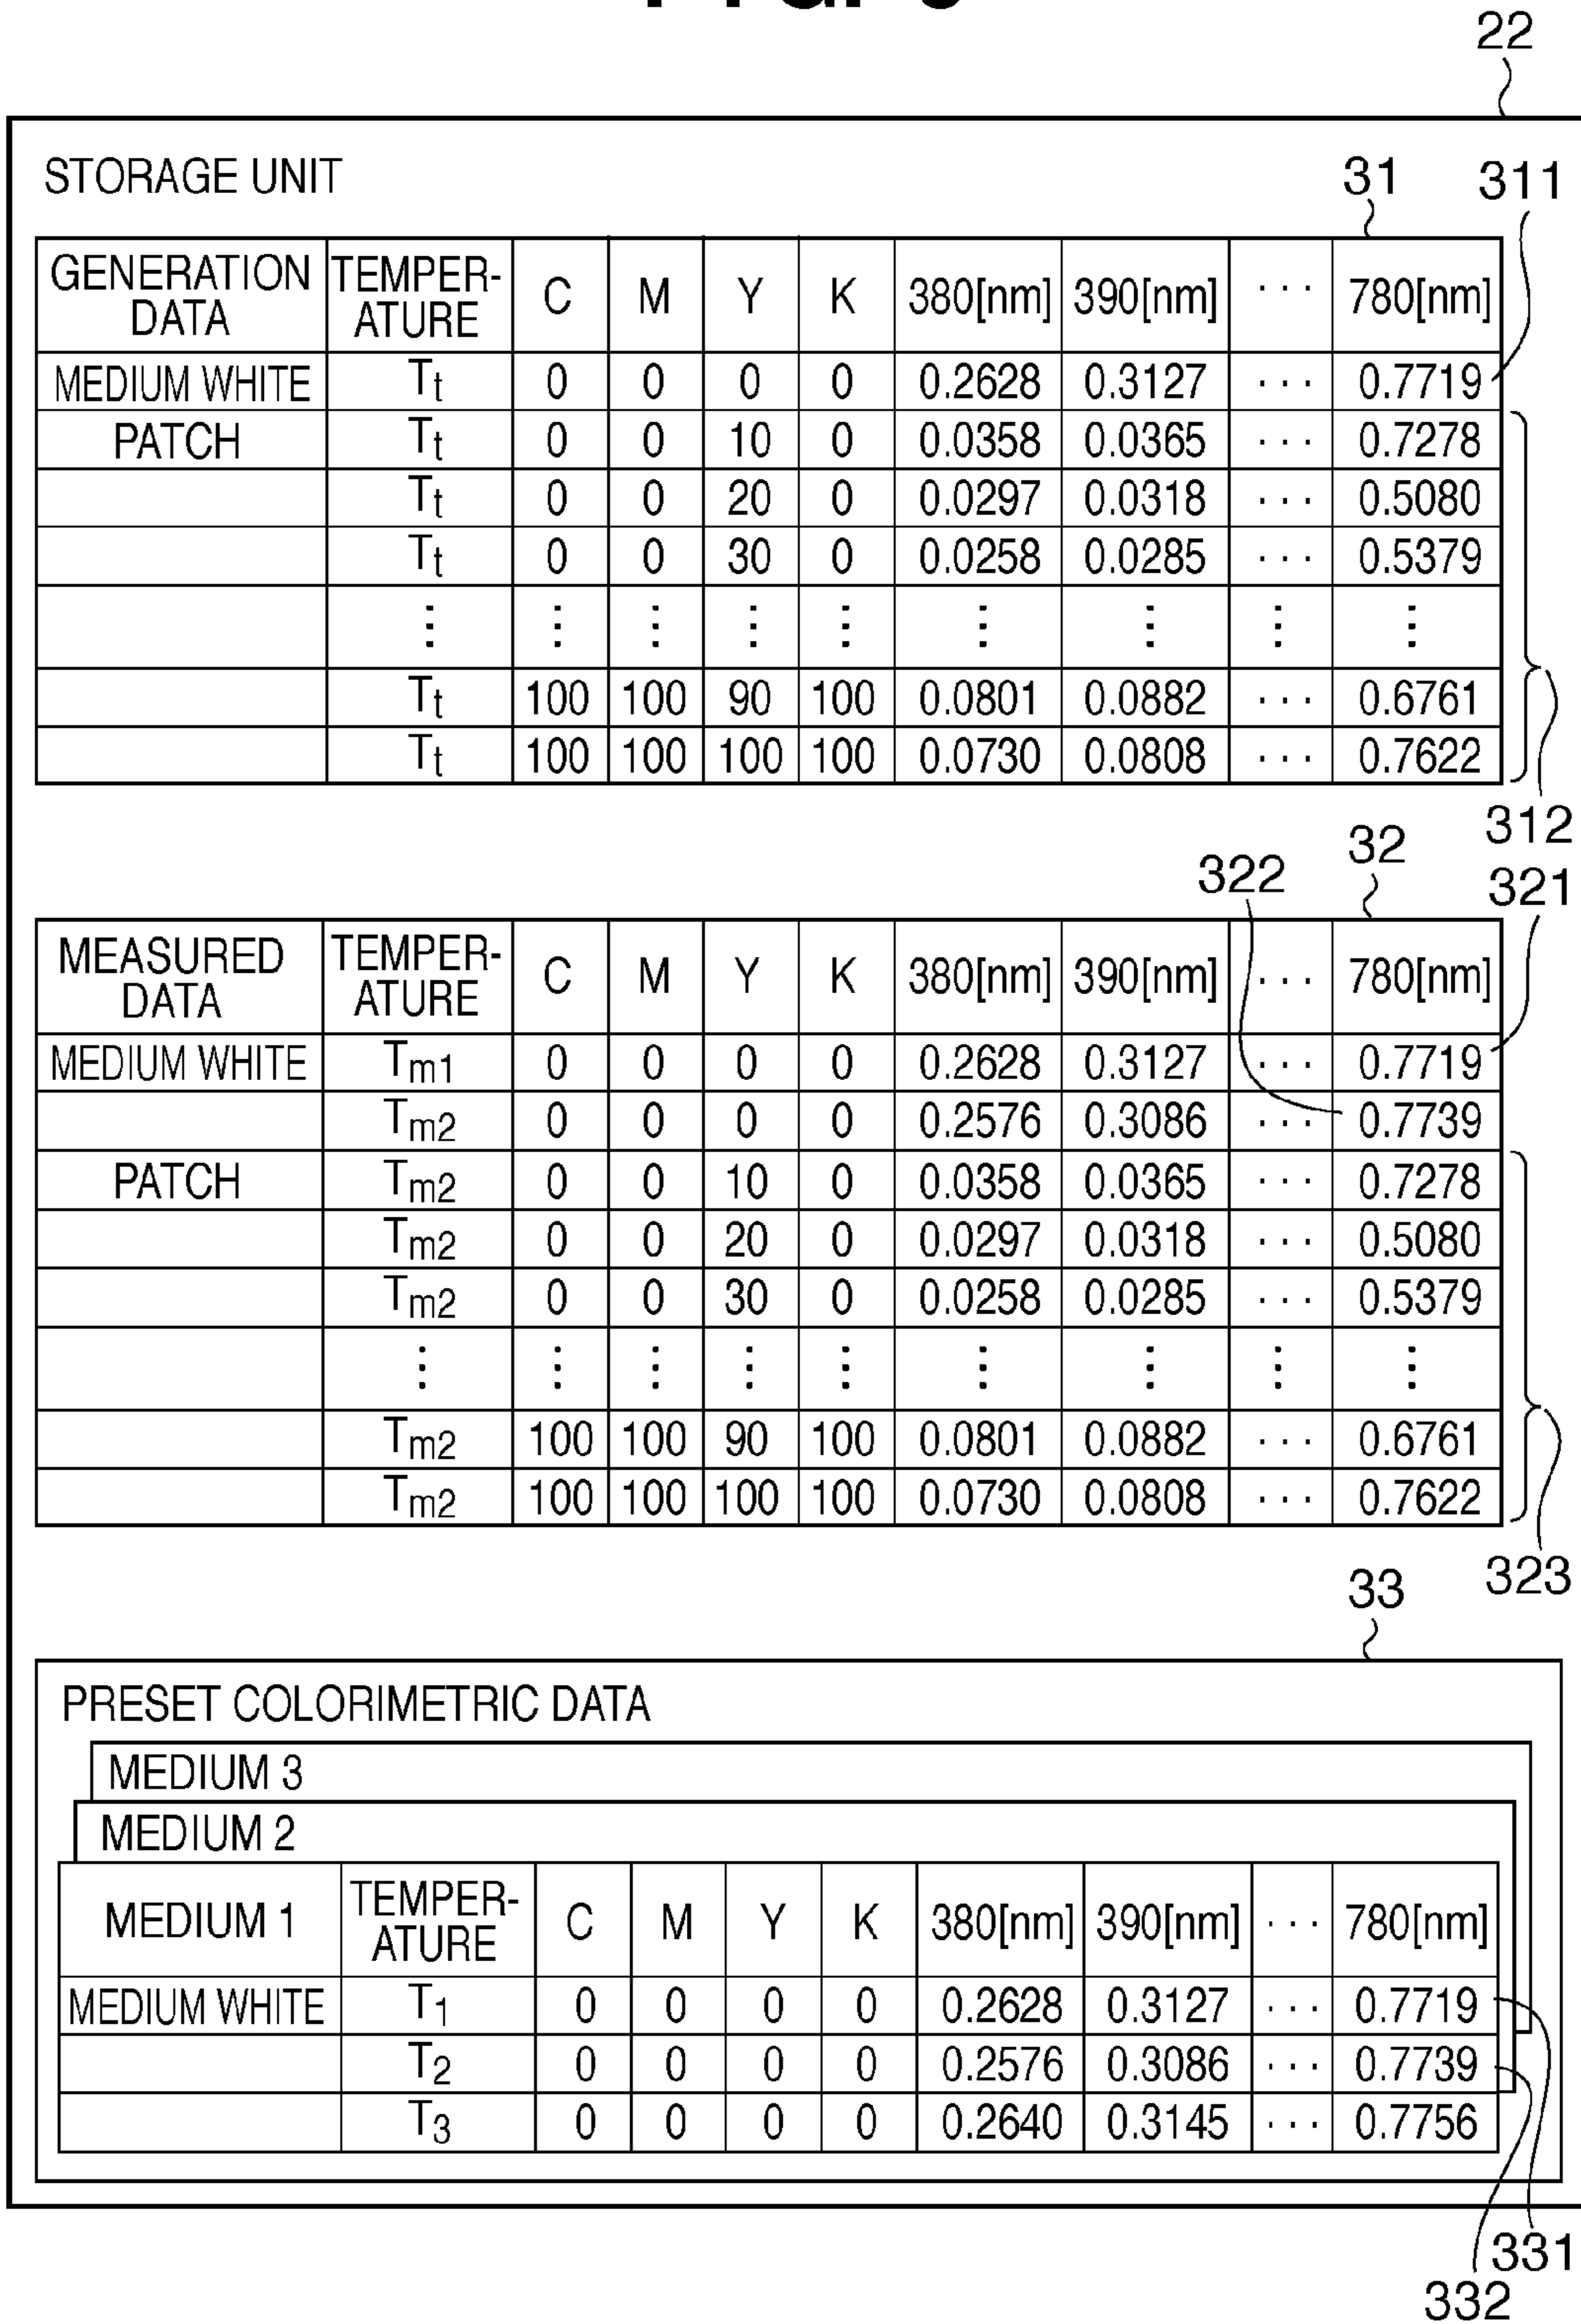 22
STORAGE UNIT
31
311
GENERATION DATA TEMPER-ATURE C M Y K 380[nm] 390[nm] ... 780[nm]
MEDIUM WHITE Tt 0 0 0 0 0.2628 0.3127 ... 0.7719
PATCH Tt 0 0 10 0 0.0358 0.0365 ... 0.7278
Tt 0 0 20 0 0.0297 0.0318 ... 0.5080
Tt 0 0 30 0 0.0258 0.0285 ... 0.5379
⋮ ⋮ ⋮ ⋮ ⋮ ⋮ ⋮ ⋮ ⋮
Tt 100 100 90 100 0.0801 0.0882 ... 0.6761
Tt 100 100 100 100 0.0730 0.0808 ... 0.7622
312
32
322
321
MEASURED DATA TEMPER-ATURE C M Y K 380[nm] 390[nm] ... 780[nm]
MEDIUM WHITE Tm1 0 0 0 0 0.2628 0.3127 ... 0.7719
Tm2 0 0 0 0 0.2576 0.3086 ... 0.7739
PATCH Tm2 0 0 10 0 0.0358 0.0365 ... 0.7278
Tm2 0 0 20 0 0.0297 0.0318 ... 0.5080
Tm2 0 0 30 0 0.0258 0.0285 ... 0.5379
⋮ ⋮ ⋮ ⋮ ⋮ ⋮ ⋮ ⋮ ⋮
Tm2 100 100 90 100 0.0801 0.0882 ... 0.6761
Tm2 100 100 100 100 0.0730 0.0808 ... 0.7622
323
33
PRESET COLORIMETRIC DATA
MEDIUM 3
MEDIUM 2
MEDIUM 1 TEMPER-ATURE C M Y K 380[nm] 390[nm] ... 780[nm]
MEDIUM WHITE T1 0 0 0 0 0.2628 0.3127 ... 0.7719
T2 0 0 0 0 0.2576 0.3086 ... 0.7739
T3 0 0 0 0 0.2640 0.3145 ... 0.7756
331
332